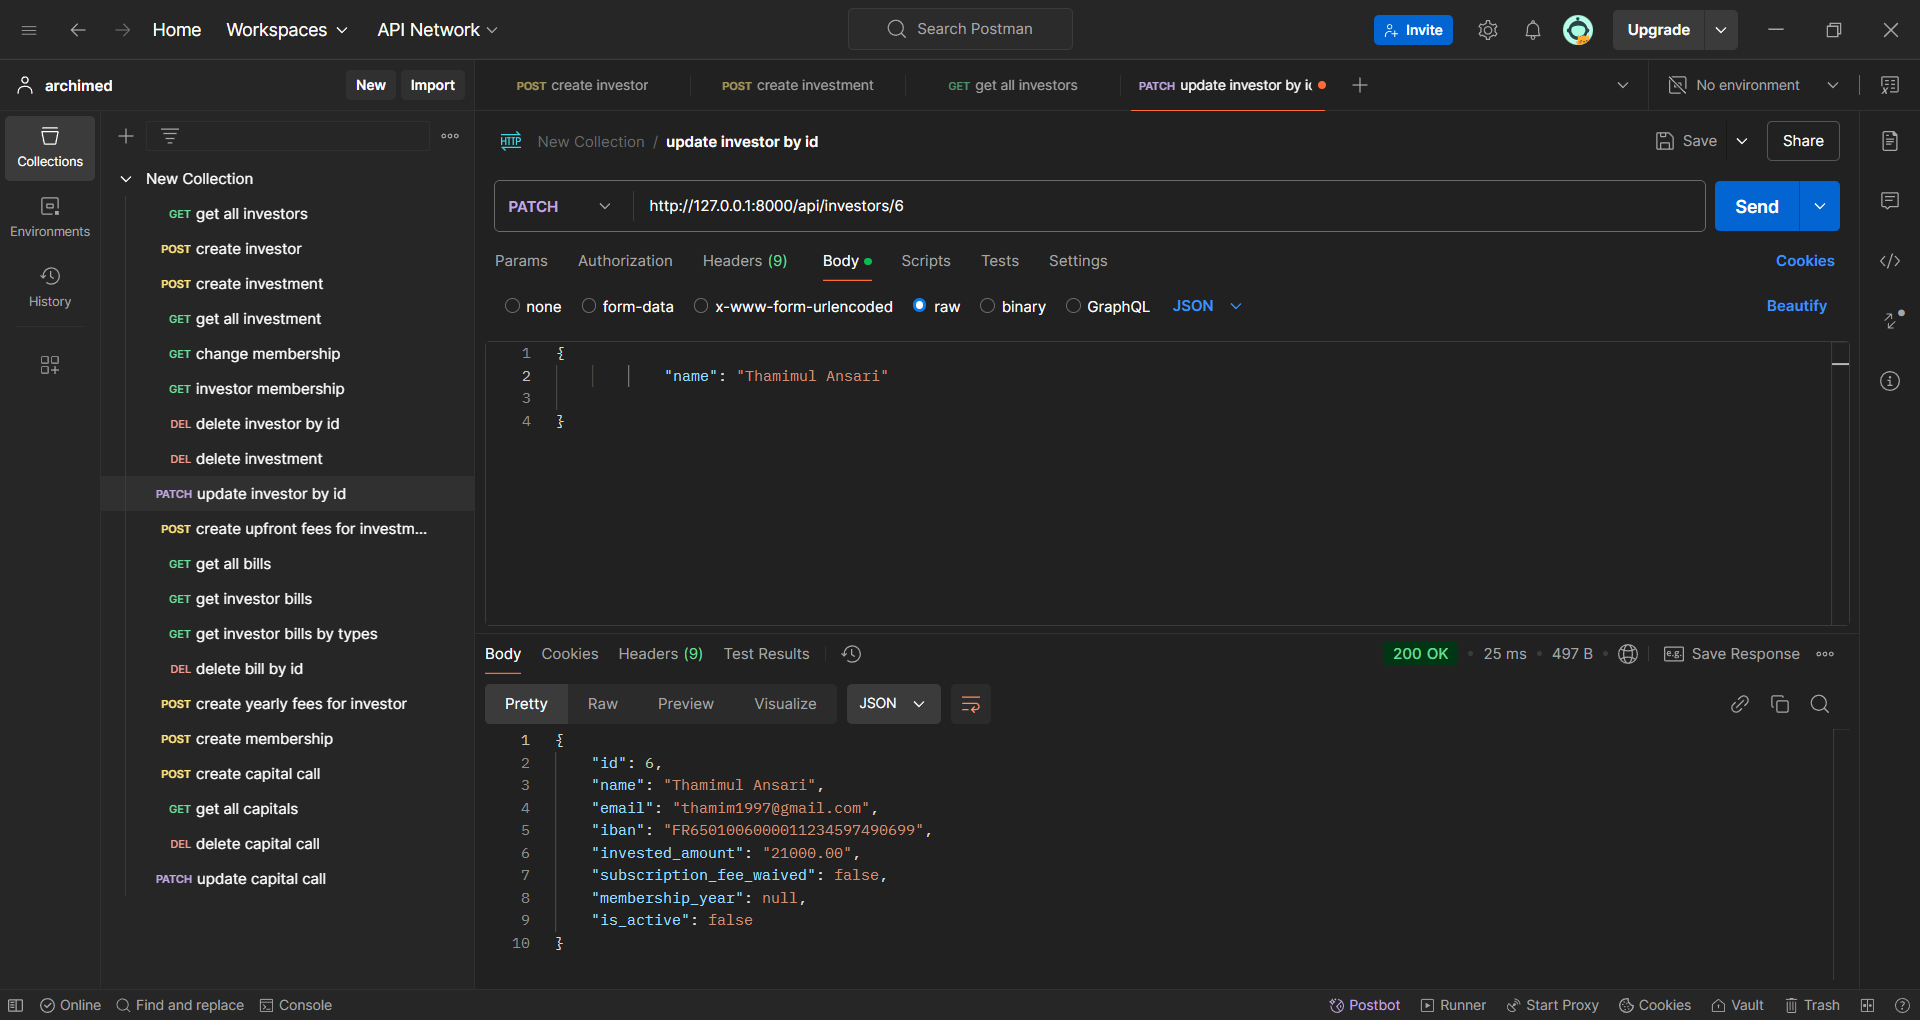 Home Workspaces API Network Search Postman Invite Upgrade
archimed New Import POST create investor POST create investment GET get all investors PATCH update investor by ic No environment
Collections
Environments
History
New Collection
GET get all investors
POST create investor
POST create investment
GET get all investment
GET change membership
GET investor membership
DEL delete investor by id
DEL delete investment
PATCH update investor by id
POST create upfront fees for investm...
GET get all bills
GET get investor bills
GET get investor bills by types
DEL delete bill by id
POST create yearly fees for investor
POST create membership
POST create capital call
GET get all capitals
DEL delete capital call
PATCH update capital call
HTTP New Collection / update investor by id Save Share
PATCH http://127.0.0.1:8000/api/investors/6 Send
Params Authorization Headers (9) Body Scripts Tests Settings Cookies
none form-data x-www-form-urlencoded raw binary GraphQL JSON Beautify
1 {
2 "name": "Thamimul Ansari"
3
4 }
Body Cookies Headers (9) Test Results 200 OK 25 ms 497 B e.g. Save Response
Pretty Raw Preview Visualize JSON
1 {
2 "id": 6,
3 "name": "Thamimul Ansari",
4 "email": "thamim1997@gmail.com",
5 "iban": "FR6501006000011234597490699",
6 "invested_amount": "21000.00",
7 "subscription_fee_waived": false,
8 "membership_year": null,
9 "is_active": false
10 }
Online Find and replace Console Postbot Runner Start Proxy Cookies Vault Trash